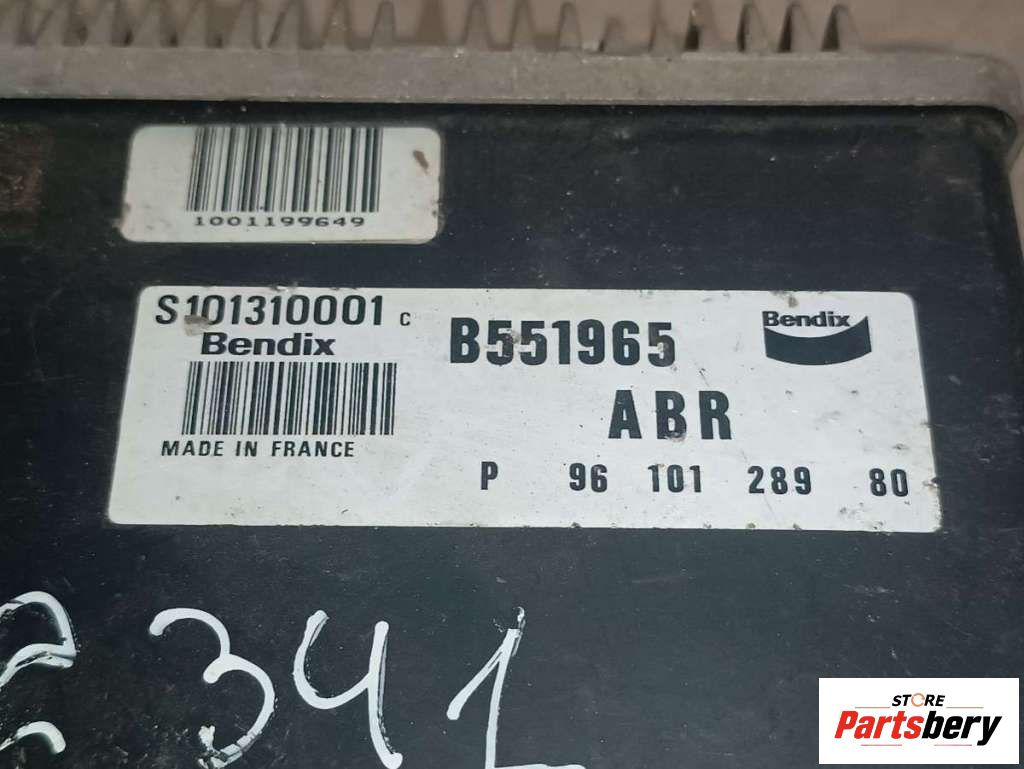 1001199649
S101310001 C
Bendix
MADE IN FRANCE
B551965
Bendix
ABR
P 96 101 289 80
341
STORE
Partsbery